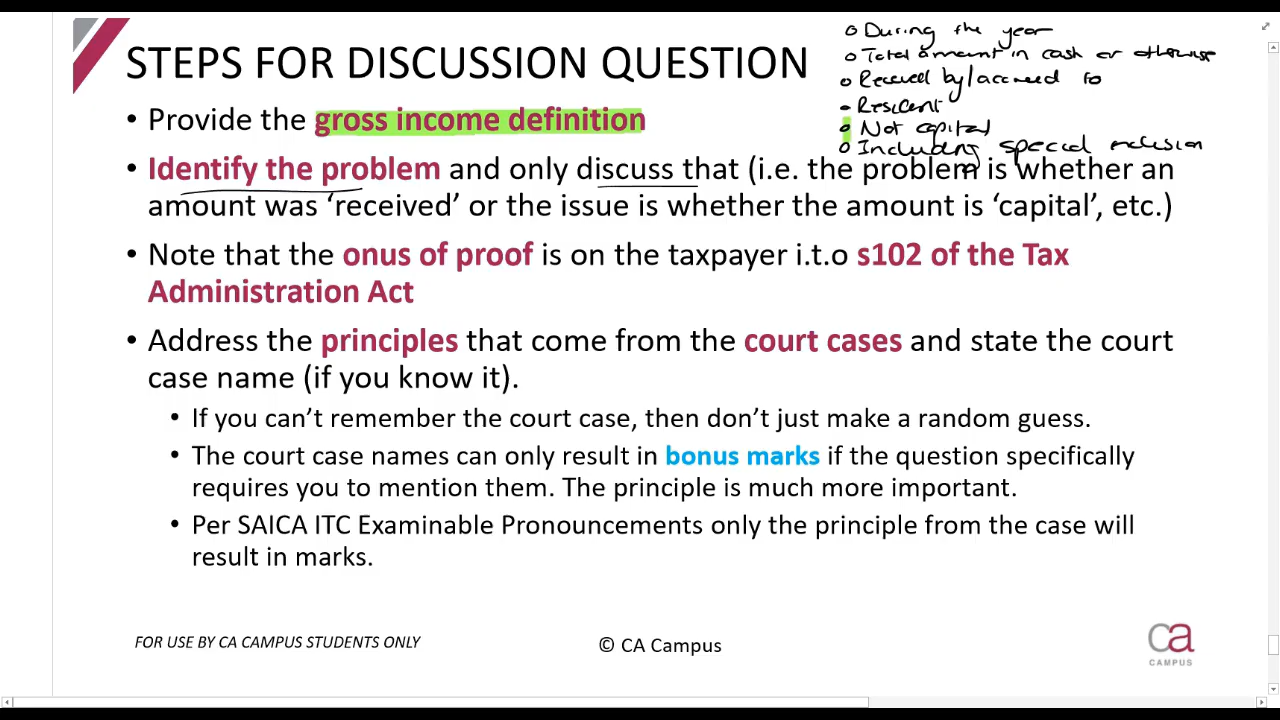 STEPS FOR DISCUSSION QUESTION
During the year
Total amount in cash or otherwise
Received by/accrued to
Resident
Not capital
Including special inclusion
• Provide the gross income definition
• Identify the problem and only discuss that (i.e. the problem is whether an
amount was ‘received’ or the issue is whether the amount is ‘capital’, etc.)
• Note that the onus of proof is on the taxpayer i.t.o s102 of the Tax
Administration Act
• Address the principles that come from the court cases and state the court
case name (if you know it).
• If you can’t remember the court case, then don’t just make a random guess.
• The court case names can only result in bonus marks if the question specifically
requires you to mention them. The principle is much more important.
• Per SAICA ITC Examinable Pronouncements only the principle from the case will
result in marks.
FOR USE BY CA CAMPUS STUDENTS ONLY
© CA Campus
ca
CAMPUS